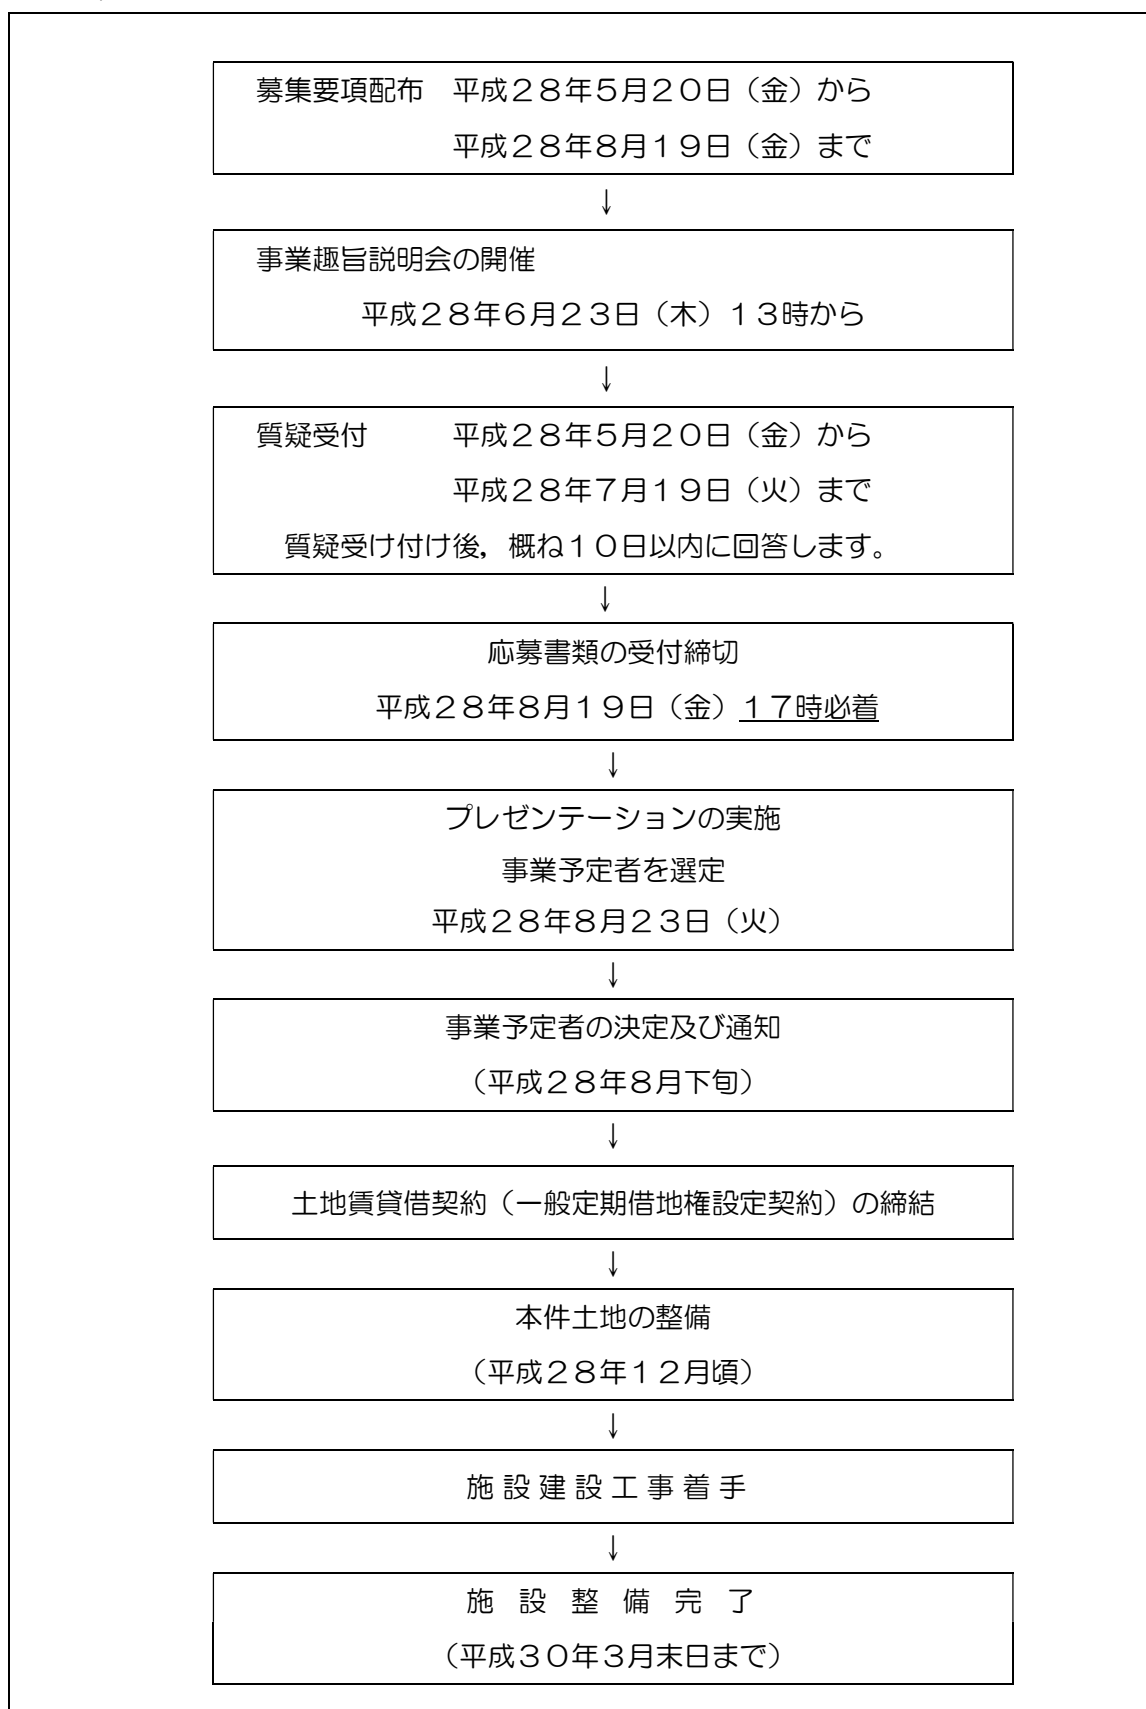 募集要項配布　平成２８年５月２０日（金）から
平成２８年８月１９日（金）まで
↓
事業趣旨説明会の開催
平成２８年６月２３日（木）１３時から
↓
質疑受付　平成２８年５月２０日（金）から
平成２８年７月１９日（火）まで
質疑受け付け後，概ね１０日以内に回答します。
↓
応募書類の受付締切
平成２８年８月１９日（金）１７時必着
↓
プレゼンテーションの実施
事業予定者を選定
平成２８年８月２３日（火）
↓
事業予定者の決定及び通知
（平成２８年８月下旬）
↓
土地賃貸借契約（一般定期借地権設定契約）の締結
↓
本件土地の整備
（平成２８年１２月頃）
↓
施設建設工事着手
↓
施設整備完了
（平成３０年３月末日まで）